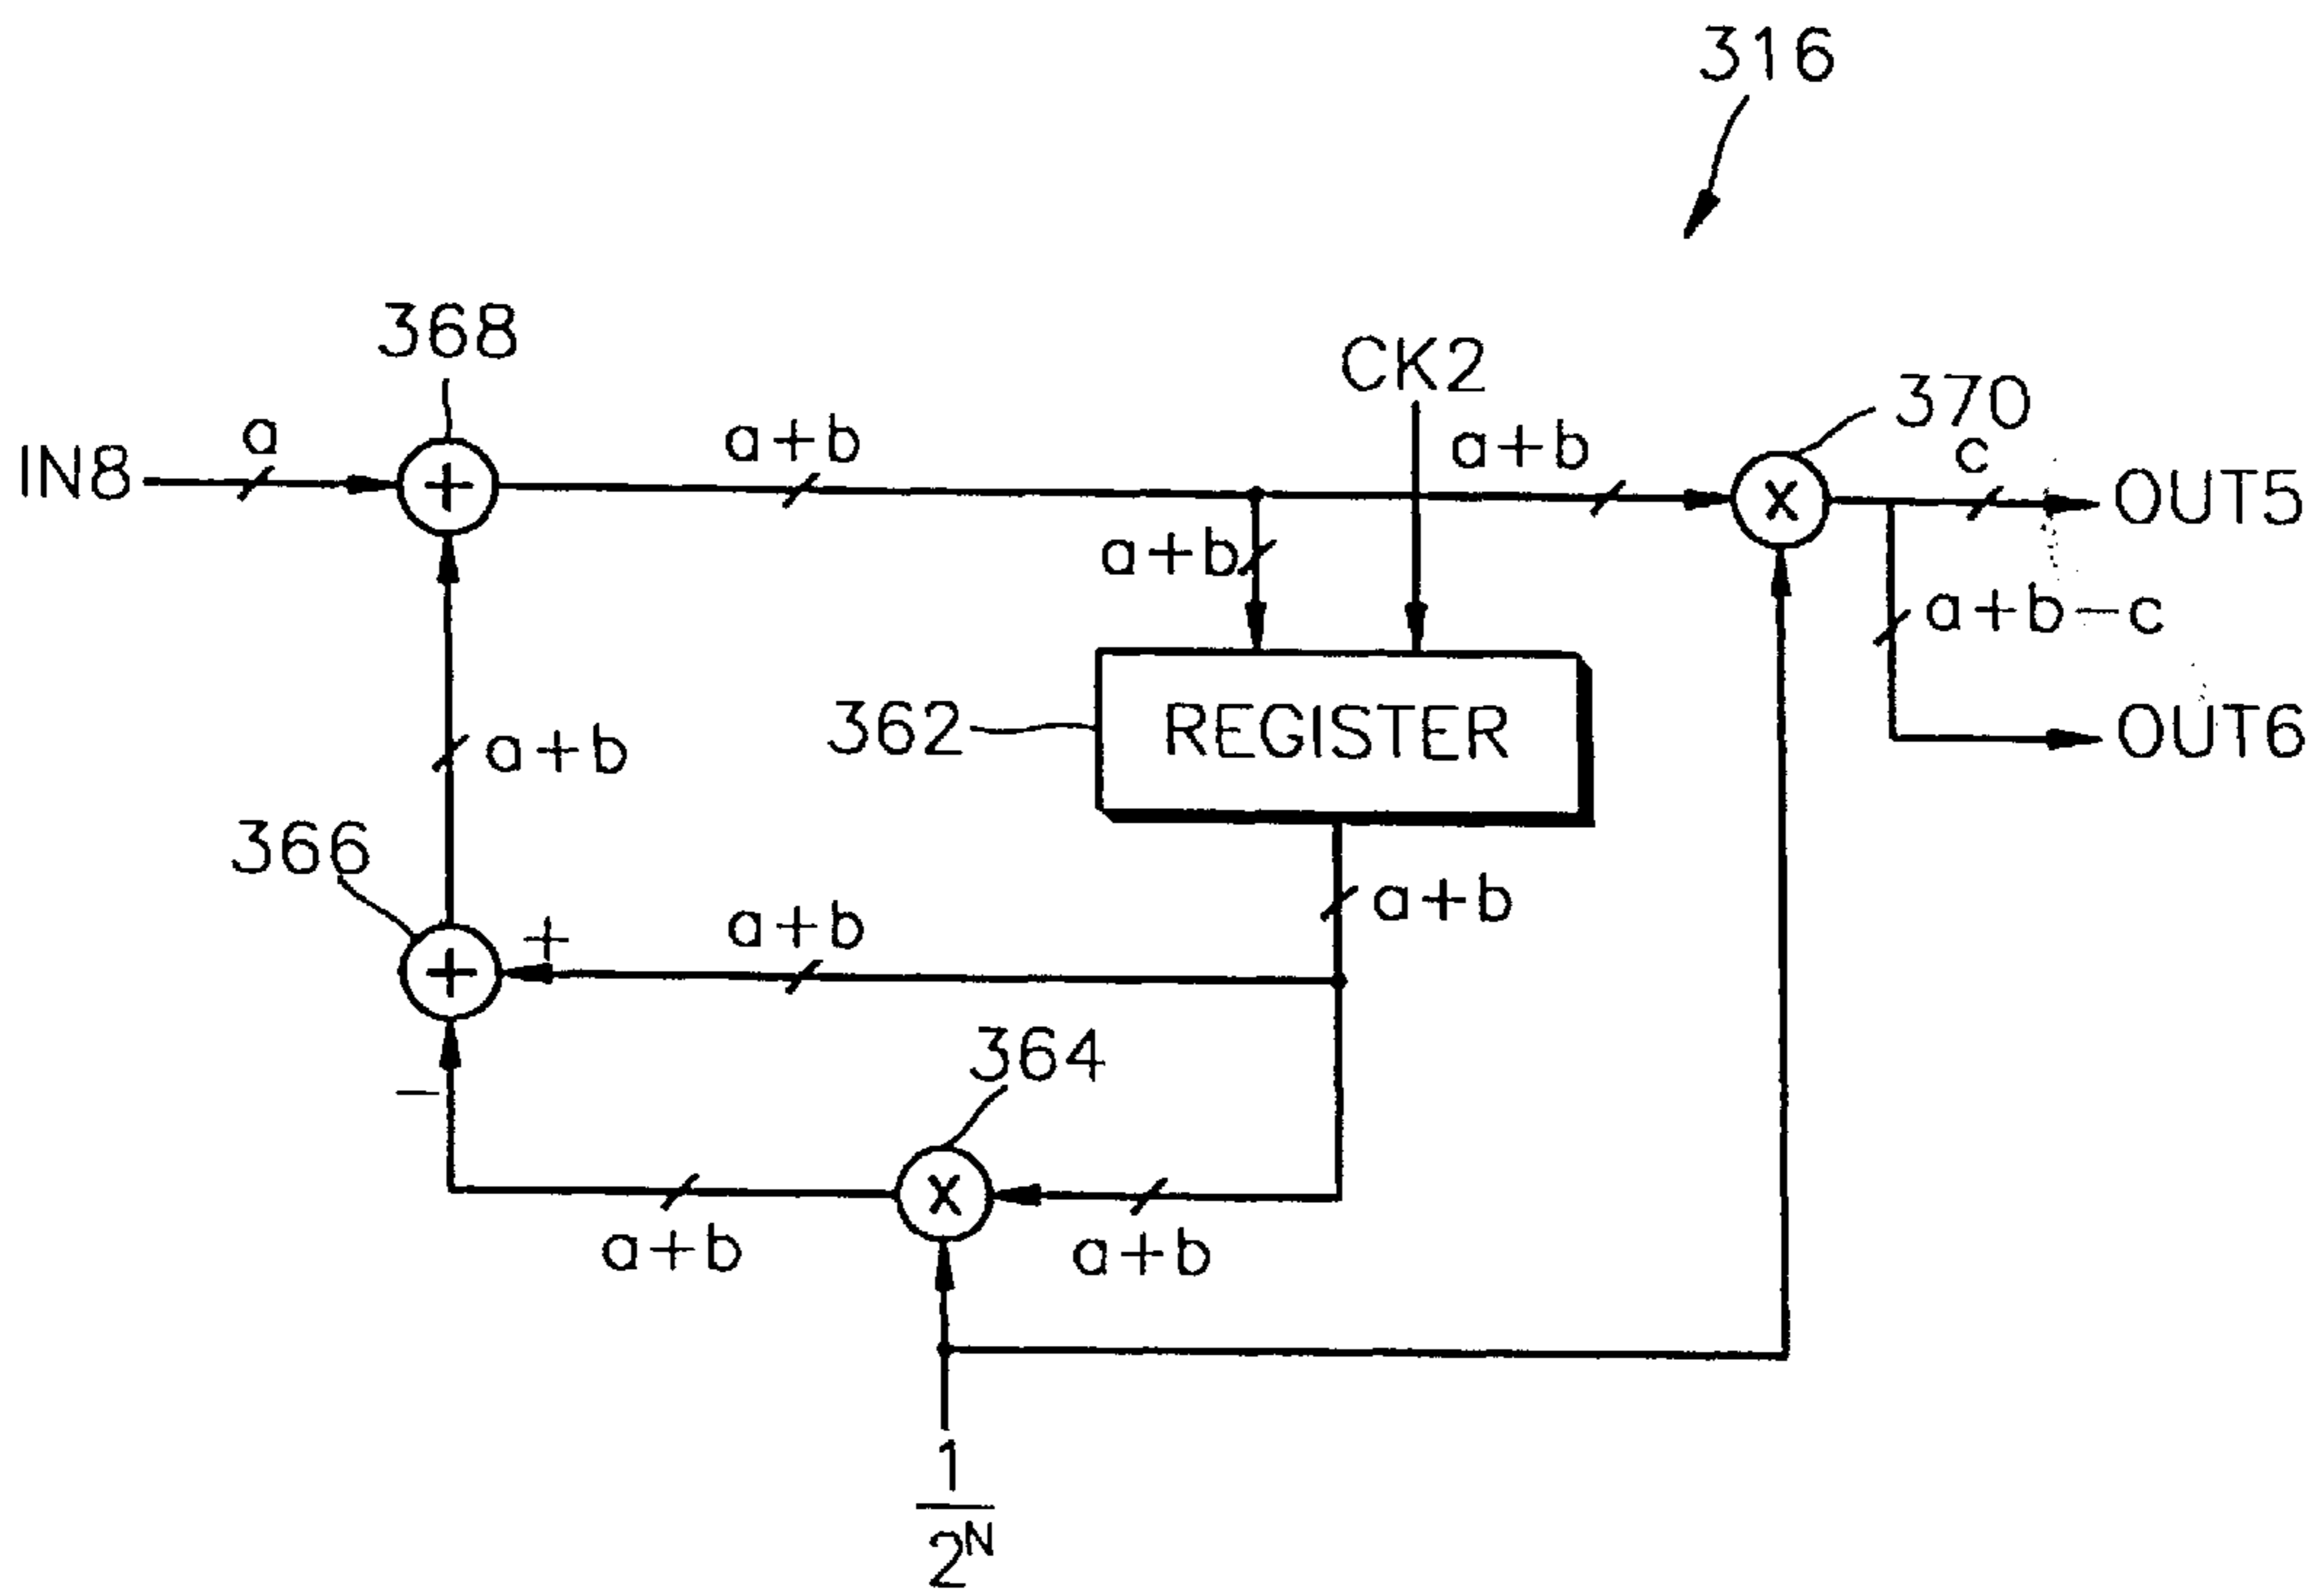 316
368
CK2
370
IN8
a
a+b
a+b
c
OUT5
a+b
a+b-c
362
REGISTER
OUT6
a+b
366
+
a+b
a+b
364
-
a+b
a+b
1
2^N